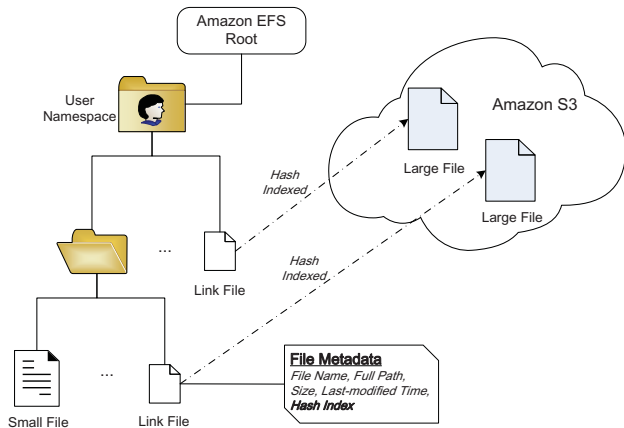 Amazon EFS
Root
User
Namespace
Amazon S3
Large File
Large File
Hash
Indexed
...
Link File
Hash
Indexed
...
Small File
Link File
File Metadata
File Name, Full Path,
Size, Last-modified Time,
Hash Index